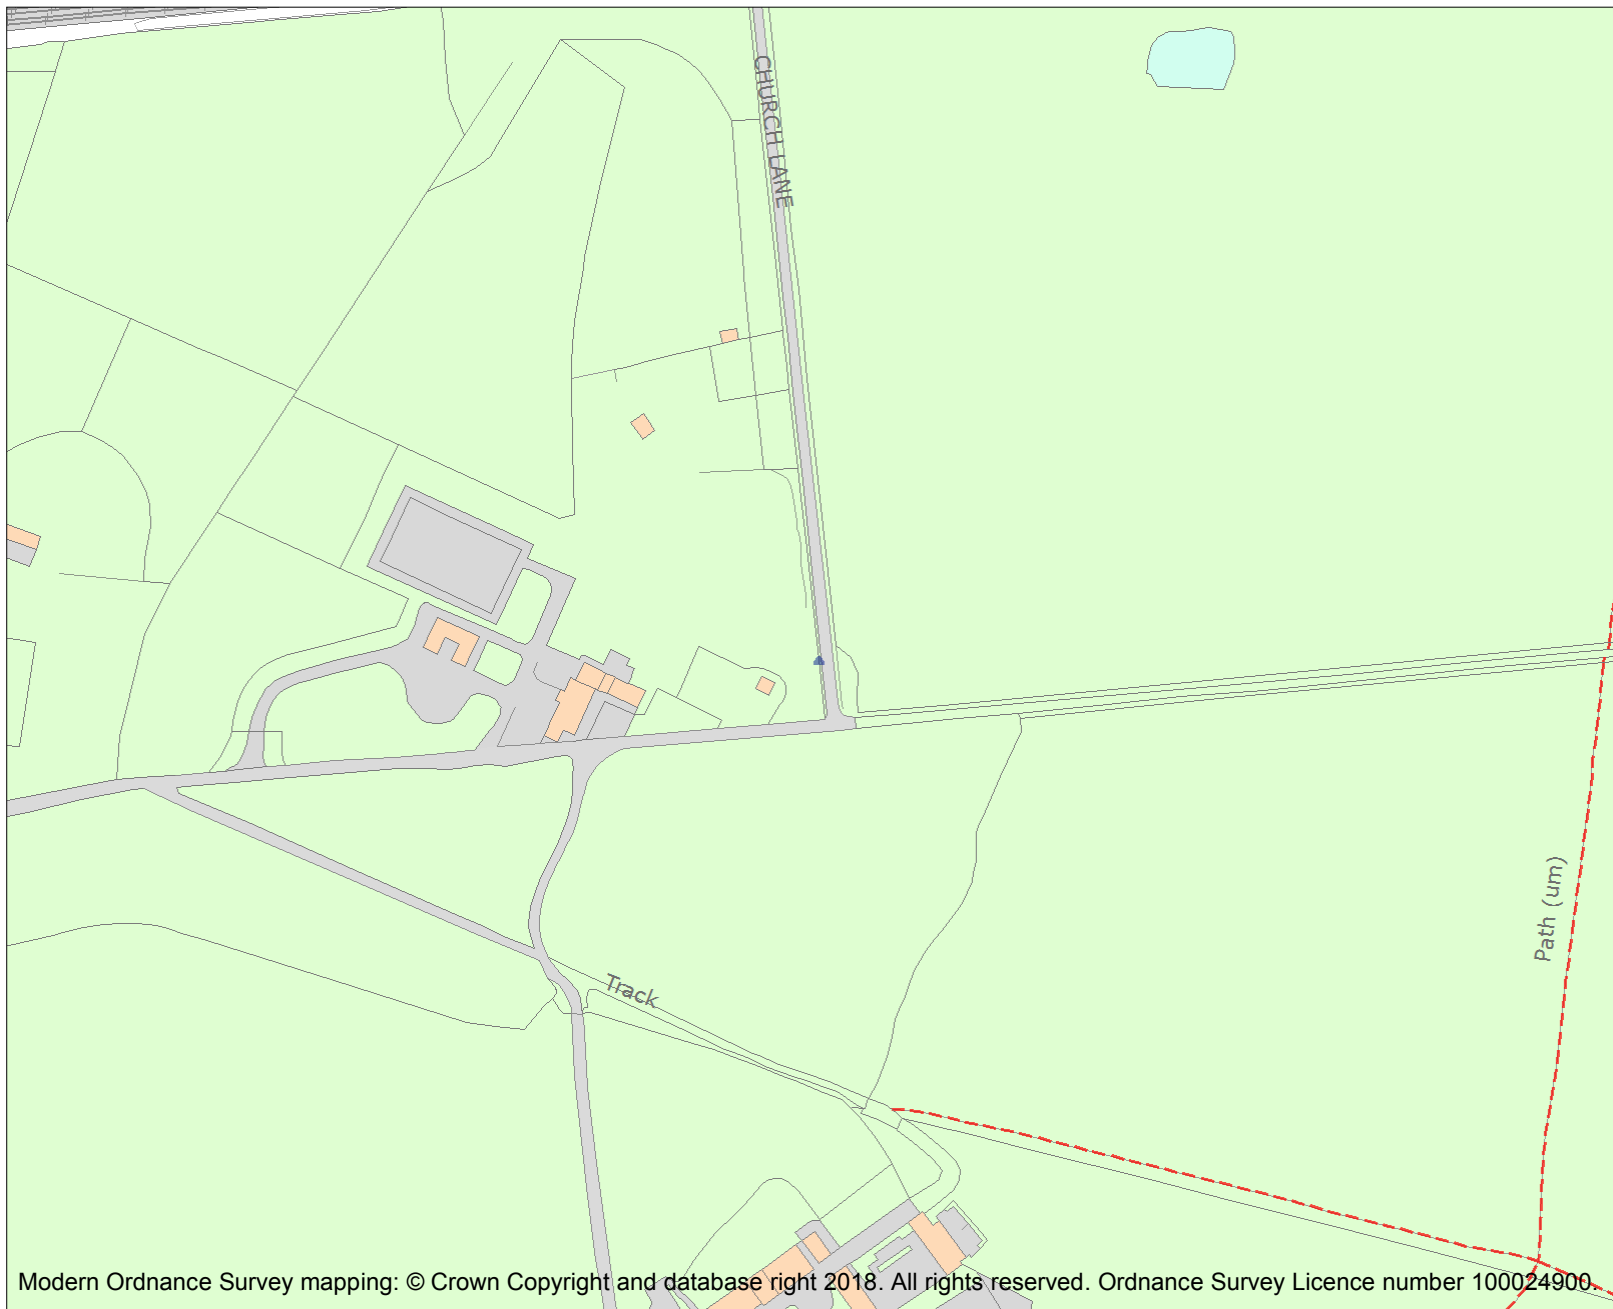 CHURCH LANE
Path (um)
Track
Modern Ordnance Survey mapping: © Crown Copyright and database right 2018. All rights reserved. Ordnance Survey Licence number 100024900.